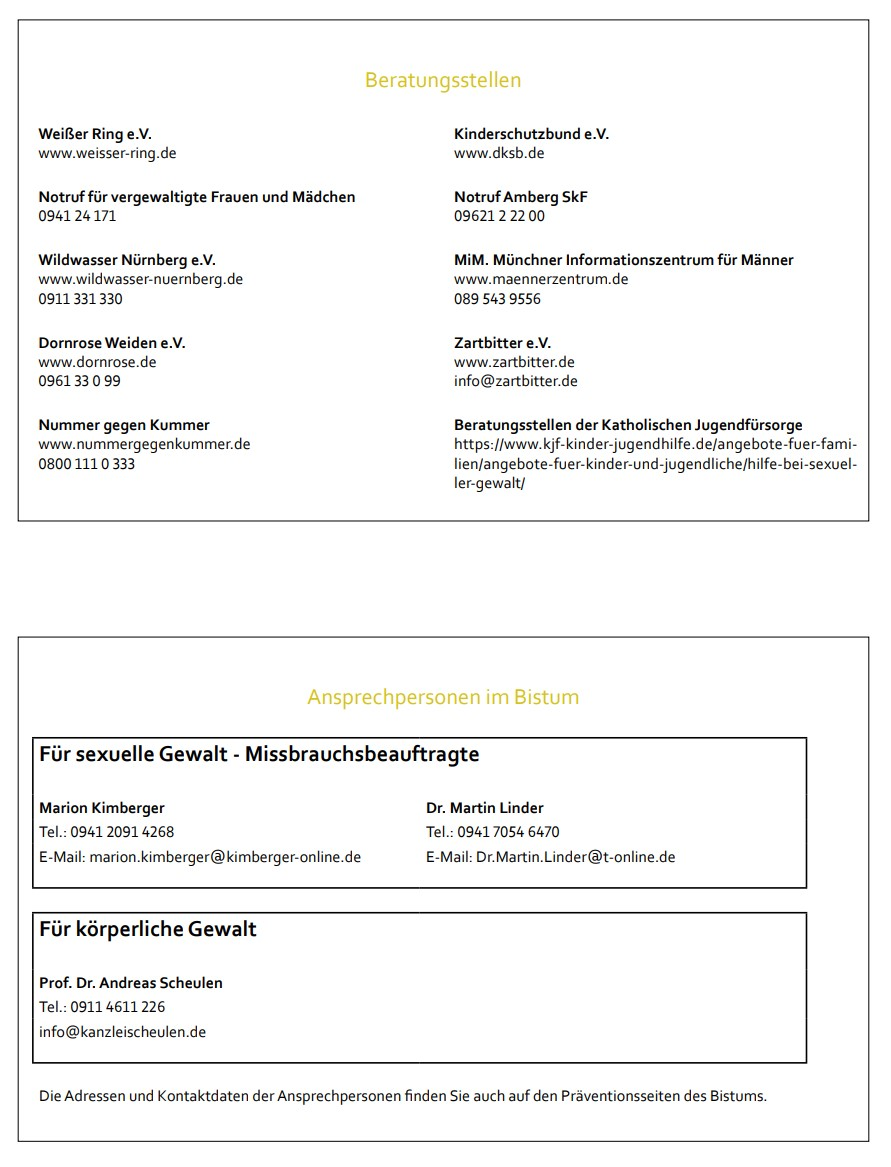 Beratungsstellen
Weißer Ring e.V.
www.weisser-ring.de
Notruf für vergewaltigte Frauen und Mädchen
0941 24 171
Wildwasser Nürnberg e.V.
www.wildwasser-nuernberg.de
0911 331 330
Dornrose Weiden e.V.
www.dornrose.de
0961 33 0 99
Nummer gegen Kummer
www.nummergegenkummer.de
0800 111 0 333
Kinderschutzbund e.V.
www.dksb.de
Notruf Amberg SkF
09621 2 22 00
MiM. Münchner Informationszentrum für Männer
www.maennerzentrum.de
089 543 9556
Zartbitter e.V.
www.zartbitter.de
info@zartbitter.de
Beratungsstellen der Katholischen Jugendfürsorge
https://www.kjf-kinder-jugendhilfe.de/angebote-fuer-fami-
lien/angebote-fuer-kinder-und-jugendliche/hilfe-bei-sexuel-
ler-gewalt/
Ansprechpersonen im Bistum
Für sexuelle Gewalt - Missbrauchsbeauftragte
Marion Kimberger
Tel.: 0941 2091 4268
E-Mail: marion.kimberger@kimberger-online.de
Dr. Martin Linder
Tel.: 0941 7054 6470
E-Mail: Dr.Martin.Linder@t-online.de
Für körperliche Gewalt
Prof. Dr. Andreas Scheulen
Tel.: 0911 4611 226
info@kanzleischeulen.de
Die Adressen und Kontaktdaten der Ansprechpersonen finden Sie auch auf den Präventionsseiten des Bistums.